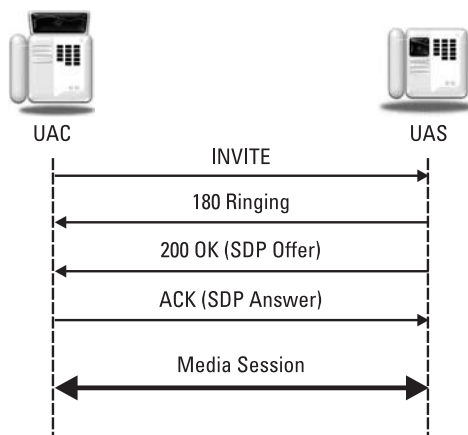 UAC
UAS
INVITE
180 Ringing
200 OK (SDP Offer)
ACK (SDP Answer)
Media Session